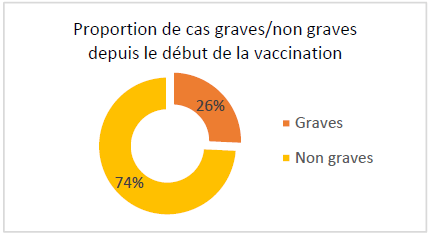 Proportion de cas graves/non graves
depuis le début de la vaccination
26%
Graves
Non graves
74%